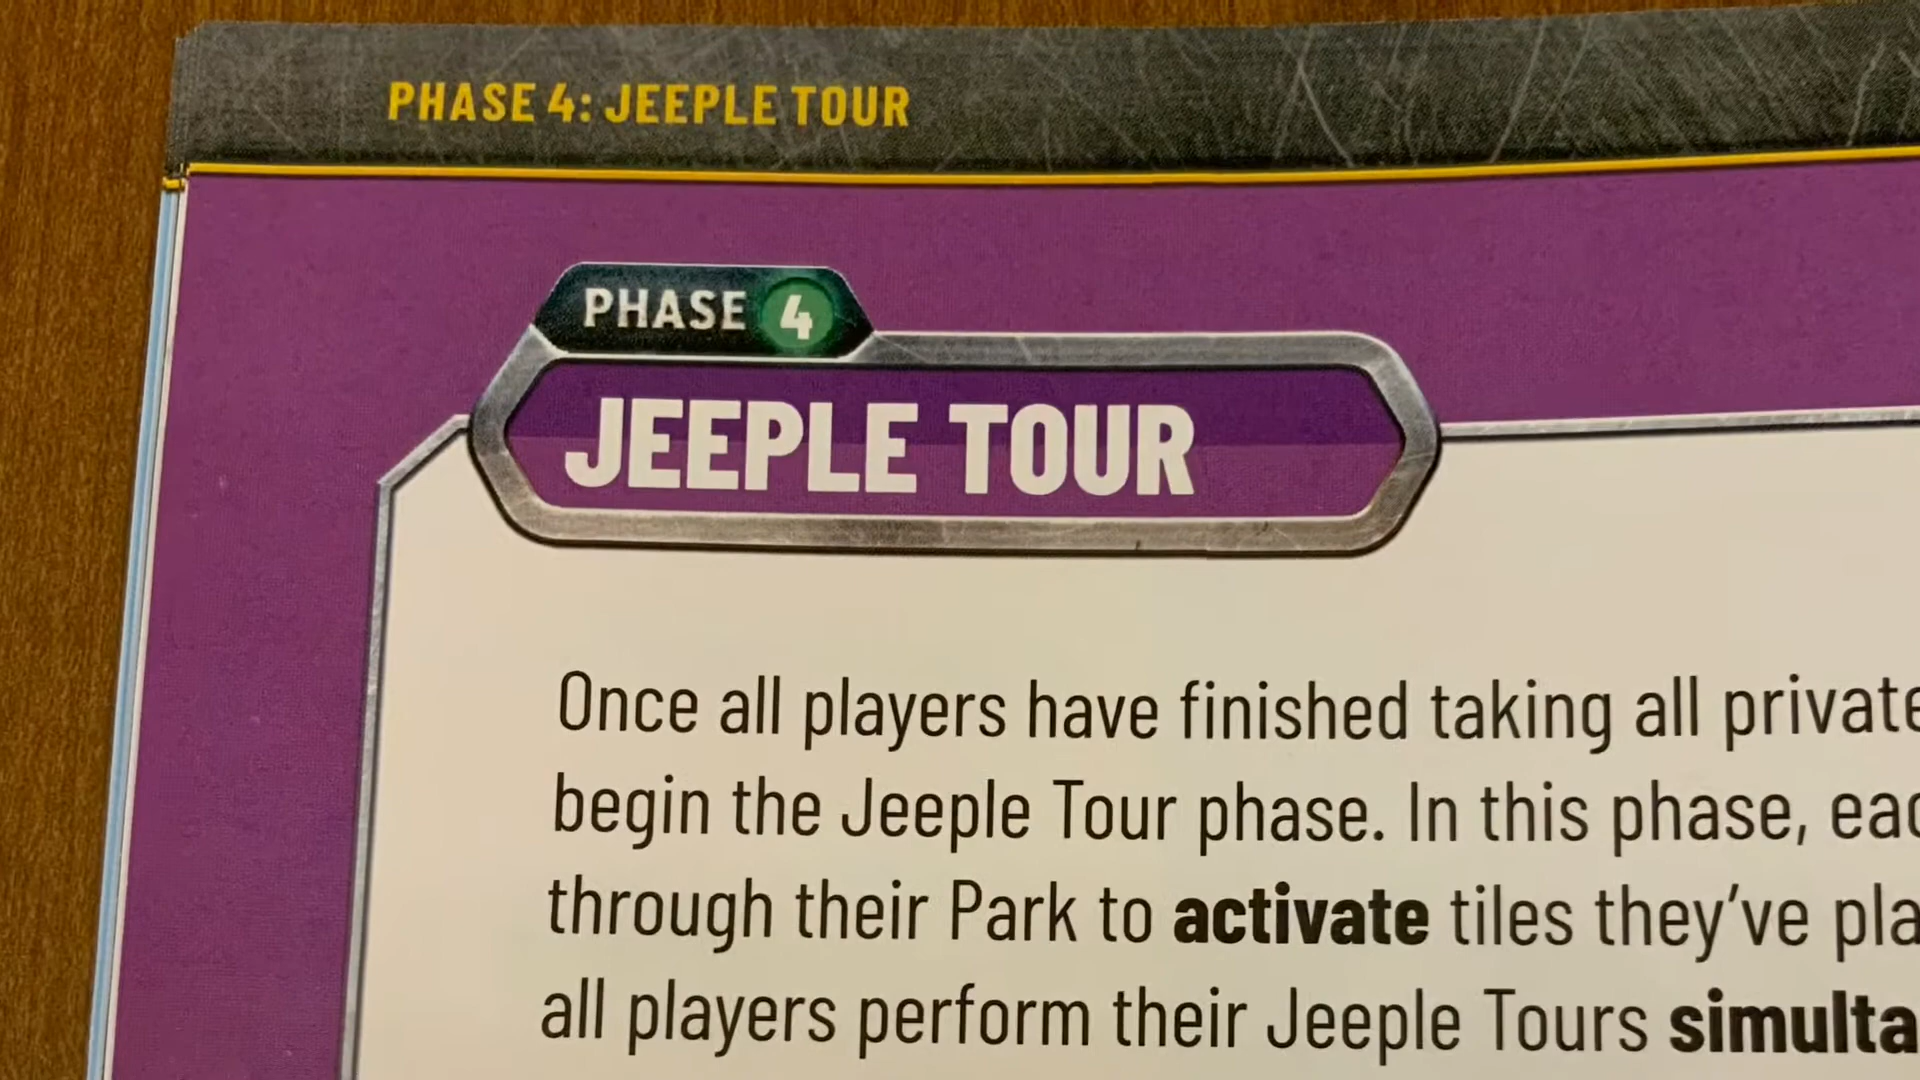 PHASE 4: JEEPLE TOUR
PHASE 4
JEEPLE TOUR
Once all players have finished taking all private
begin the Jeeple Tour phase. In this phase, eac
through their Park to activate tiles they've pla
all players perform their Jeeple Tours simulta